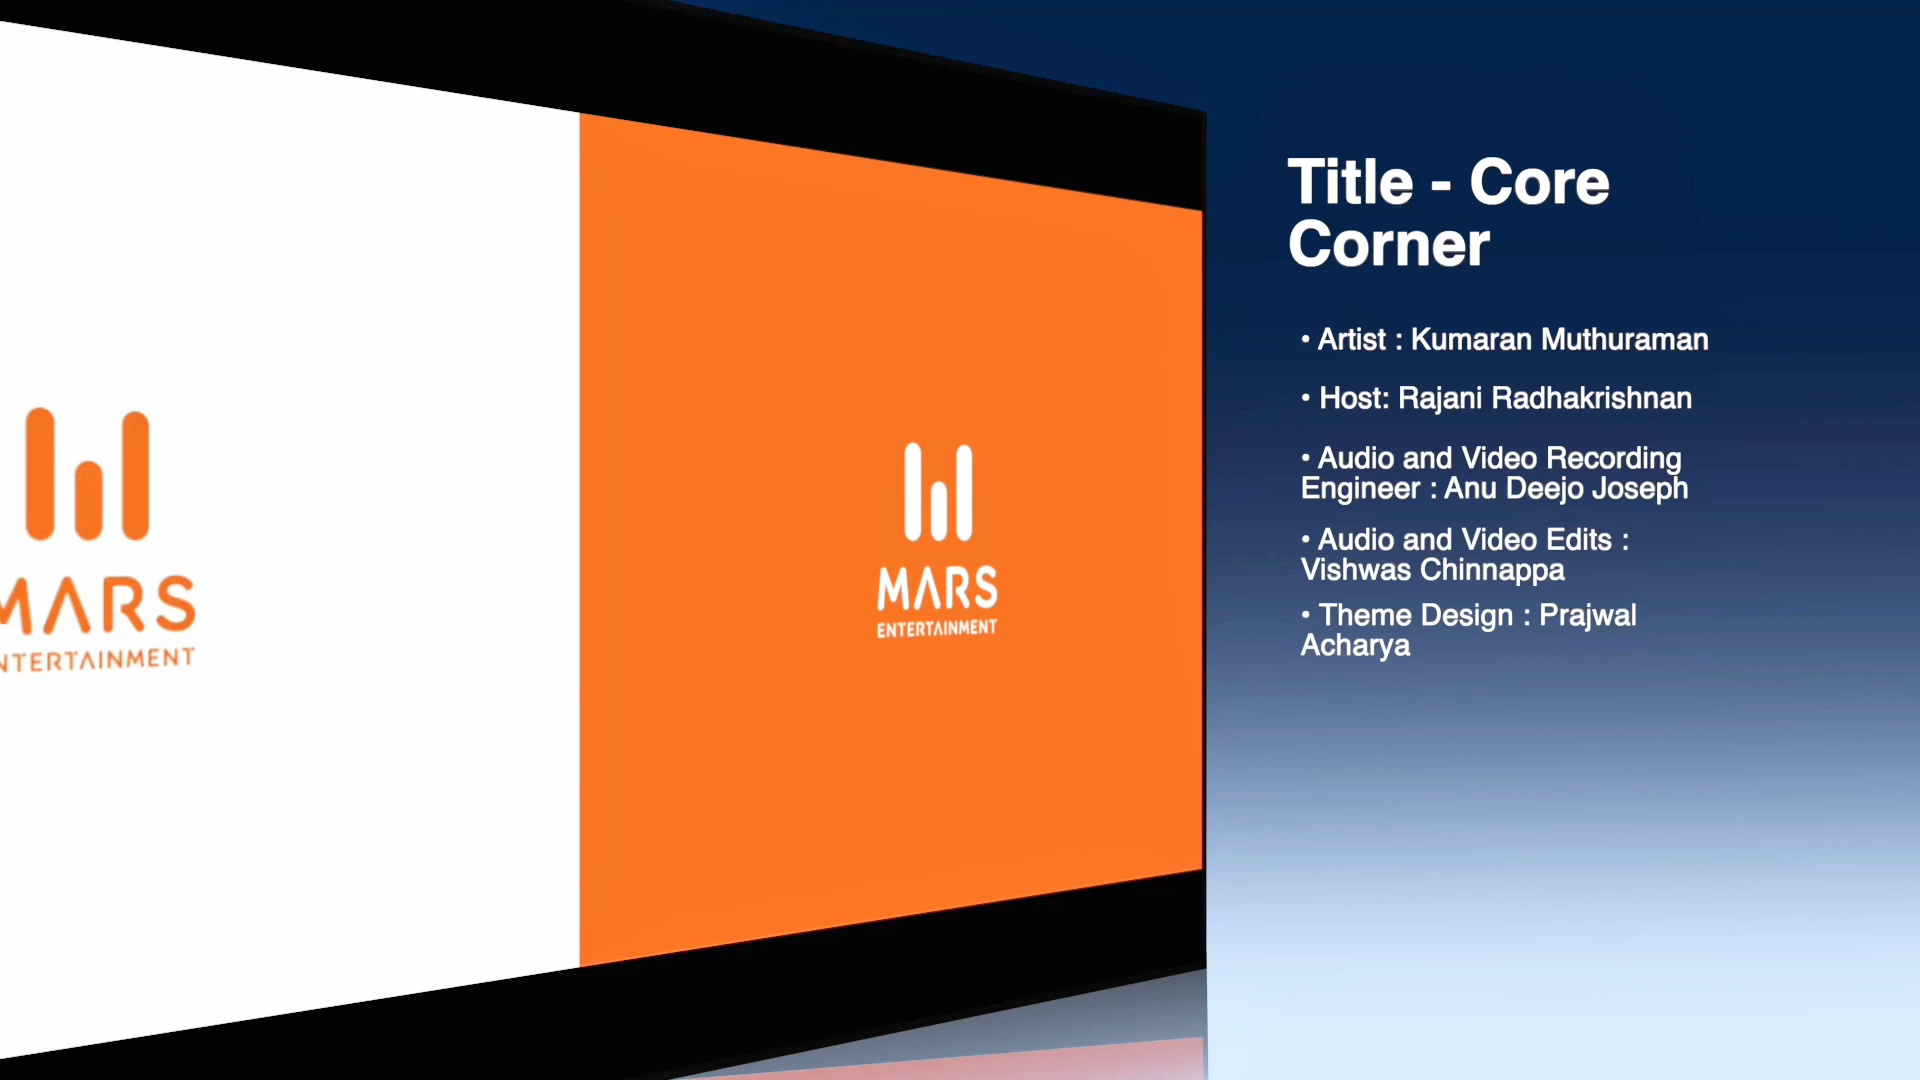 MARS
ENTERTAINMENT
MARS
ENTERTAINMENT
Title - Core
Corner
• Artist : Kumaran Muthuraman
• Host: Rajani Radhakrishnan
• Audio and Video Recording
Engineer : Anu Deejo Joseph
• Audio and Video Edits :
Vishwas Chinnappa
• Theme Design : Prajwal
Acharya